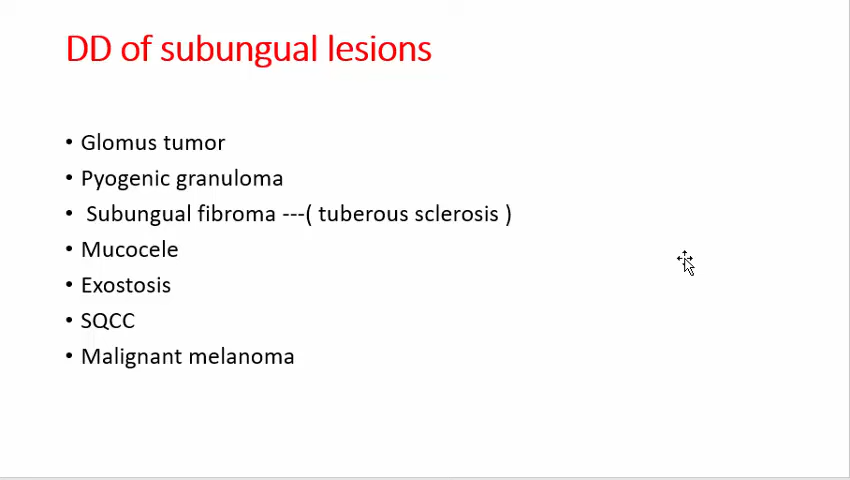 DD of subungual lesions
• Glomus tumor
• Pyogenic granuloma
• Subungual fibroma ---( tuberous sclerosis )
• Mucocele
• Exostosis
• SQCC
• Malignant melanoma